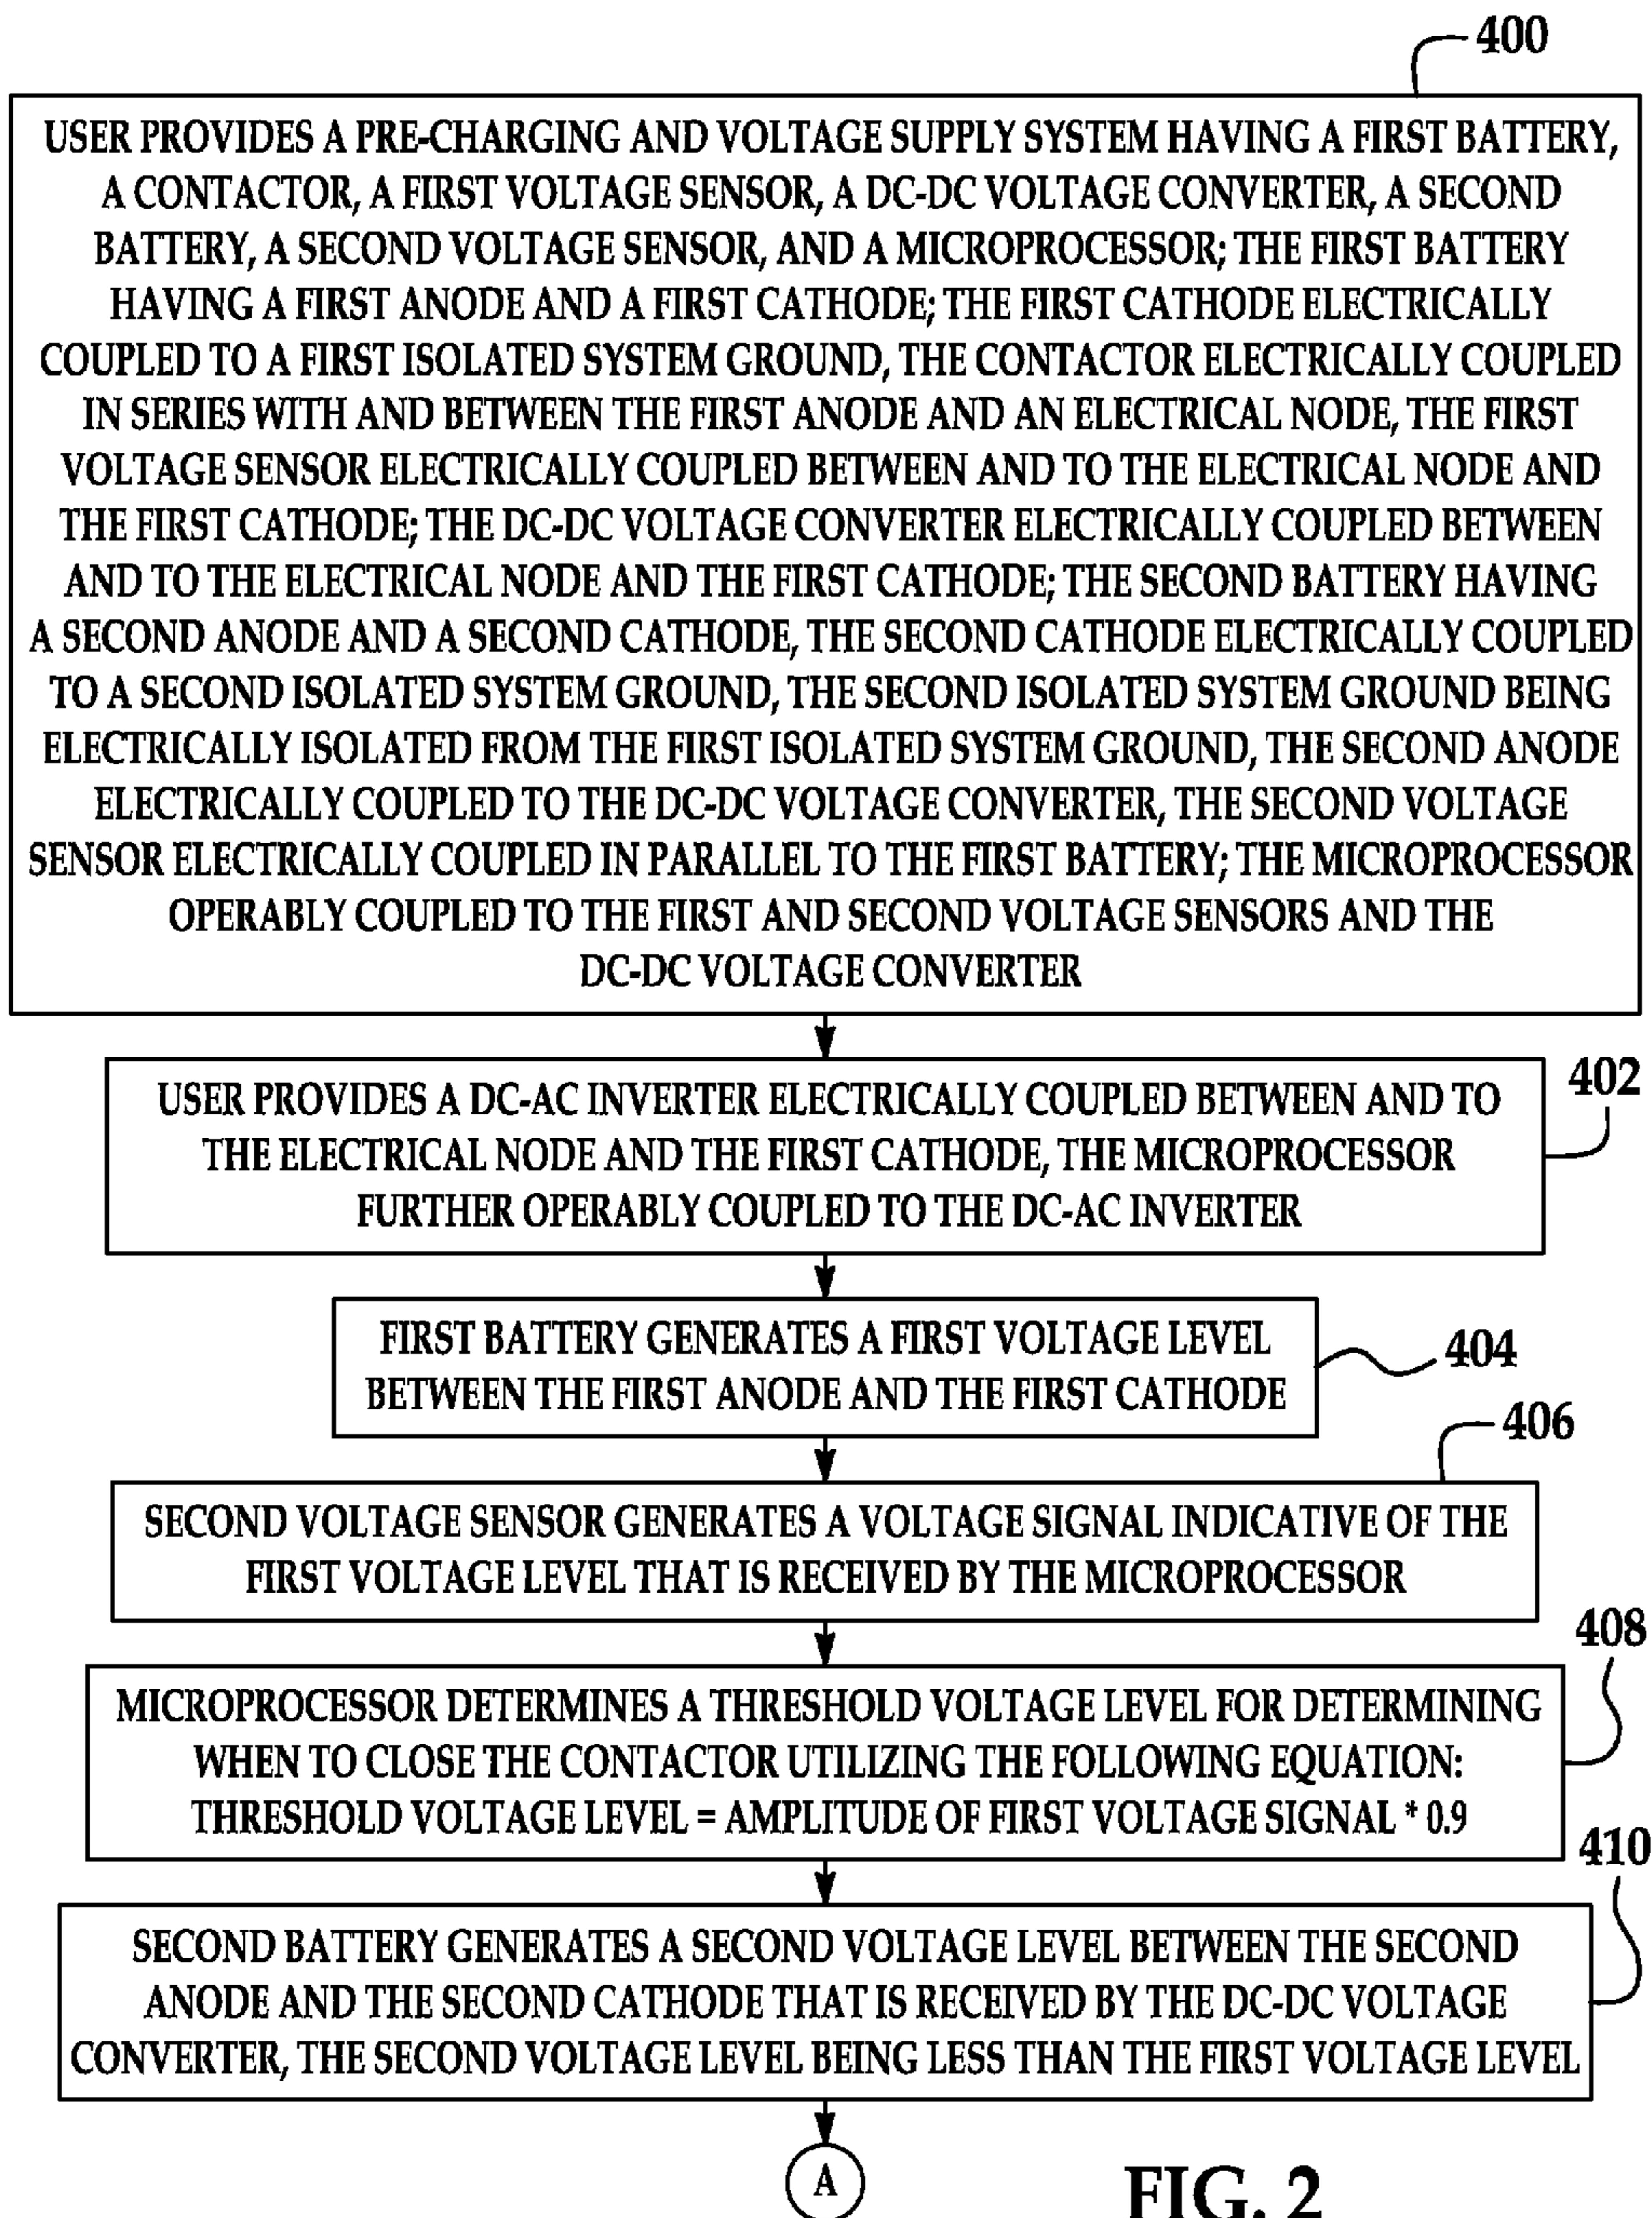 400
USER PROVIDES A PRE-CHARGING AND VOLTAGE SUPPLY SYSTEM HAVING A FIRST BATTERY,
A CONTACTOR, A FIRST VOLTAGE SENSOR, A DC-DC VOLTAGE CONVERTER, A SECOND
BATTERY, A SECOND VOLTAGE SENSOR, AND A MICROPROCESSOR; THE FIRST BATTERY
HAVING A FIRST ANODE AND A FIRST CATHODE; THE FIRST CATHODE ELECTRICALLY
COUPLED TO A FIRST ISOLATED SYSTEM GROUND, THE CONTACTOR ELECTRICALLY COUPLED
IN SERIES WITH AND BETWEEN THE FIRST ANODE AND AN ELECTRICAL NODE, THE FIRST
VOLTAGE SENSOR ELECTRICALLY COUPLED BETWEEN AND TO THE ELECTRICAL NODE AND
THE FIRST CATHODE; THE DC-DC VOLTAGE CONVERTER ELECTRICALLY COUPLED BETWEEN
AND TO THE ELECTRICAL NODE AND THE FIRST CATHODE; THE SECOND BATTERY HAVING
A SECOND ANODE AND A SECOND CATHODE, THE SECOND CATHODE ELECTRICALLY COUPLED
TO A SECOND ISOLATED SYSTEM GROUND, THE SECOND ISOLATED SYSTEM GROUND BEING
ELECTRICALLY ISOLATED FROM THE FIRST ISOLATED SYSTEM GROUND, THE SECOND ANODE
ELECTRICALLY COUPLED TO THE DC-DC VOLTAGE CONVERTER, THE SECOND VOLTAGE
SENSOR ELECTRICALLY COUPLED IN PARALLEL TO THE FIRST BATTERY; THE MICROPROCESSOR
OPERABLY COUPLED TO THE FIRST AND SECOND VOLTAGE SENSORS AND THE
DC-DC VOLTAGE CONVERTER
402
USER PROVIDES A DC-AC INVERTER ELECTRICALLY COUPLED BETWEEN AND TO
THE ELECTRICAL NODE AND THE FIRST CATHODE, THE MICROPROCESSOR
FURTHER OPERABLY COUPLED TO THE DC-AC INVERTER
FIRST BATTERY GENERATES A FIRST VOLTAGE LEVEL
BETWEEN THE FIRST ANODE AND THE FIRST CATHODE
404
406
SECOND VOLTAGE SENSOR GENERATES A VOLTAGE SIGNAL INDICATIVE OF THE
FIRST VOLTAGE LEVEL THAT IS RECEIVED BY THE MICROPROCESSOR
408
MICROPROCESSOR DETERMINES A THRESHOLD VOLTAGE LEVEL FOR DETERMINING
WHEN TO CLOSE THE CONTACTOR UTILIZING THE FOLLOWING EQUATION:
THRESHOLD VOLTAGE LEVEL = AMPLITUDE OF FIRST VOLTAGE SIGNAL * 0.9
410
SECOND BATTERY GENERATES A SECOND VOLTAGE LEVEL BETWEEN THE SECOND
ANODE AND THE SECOND CATHODE THAT IS RECEIVED BY THE DC-DC VOLTAGE
CONVERTER, THE SECOND VOLTAGE LEVEL BEING LESS THAN THE FIRST VOLTAGE LEVEL
A
FIG. 2